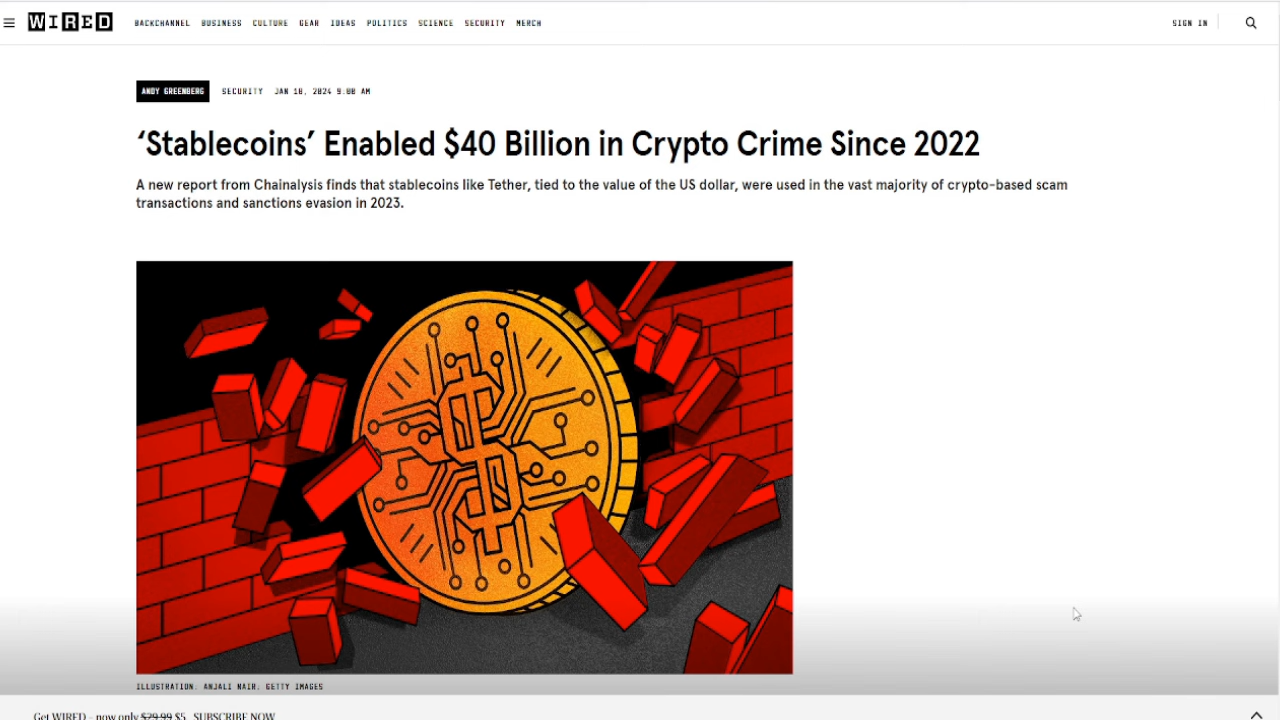 WIRED
BACKCHANNEL BUSINESS CULTURE GEAR IDEAS POLITICS SCIENCE SECURITY MERCH
SIGN IN
ANDY GREENBERG SECURITY JAN 18, 2024 9:00 AM
‘Stablecoins’ Enabled $40 Billion in Crypto Crime Since 2022
A new report from Chainalysis finds that stablecoins like Tether, tied to the value of the US dollar, were used in the vast majority of crypto-based scam
transactions and sanctions evasion in 2023.
ILLUSTRATION: ANJALI NAIR; GETTY IMAGES
Get WIRED - now only $29.99 $5. SUBSCRIBE NOW